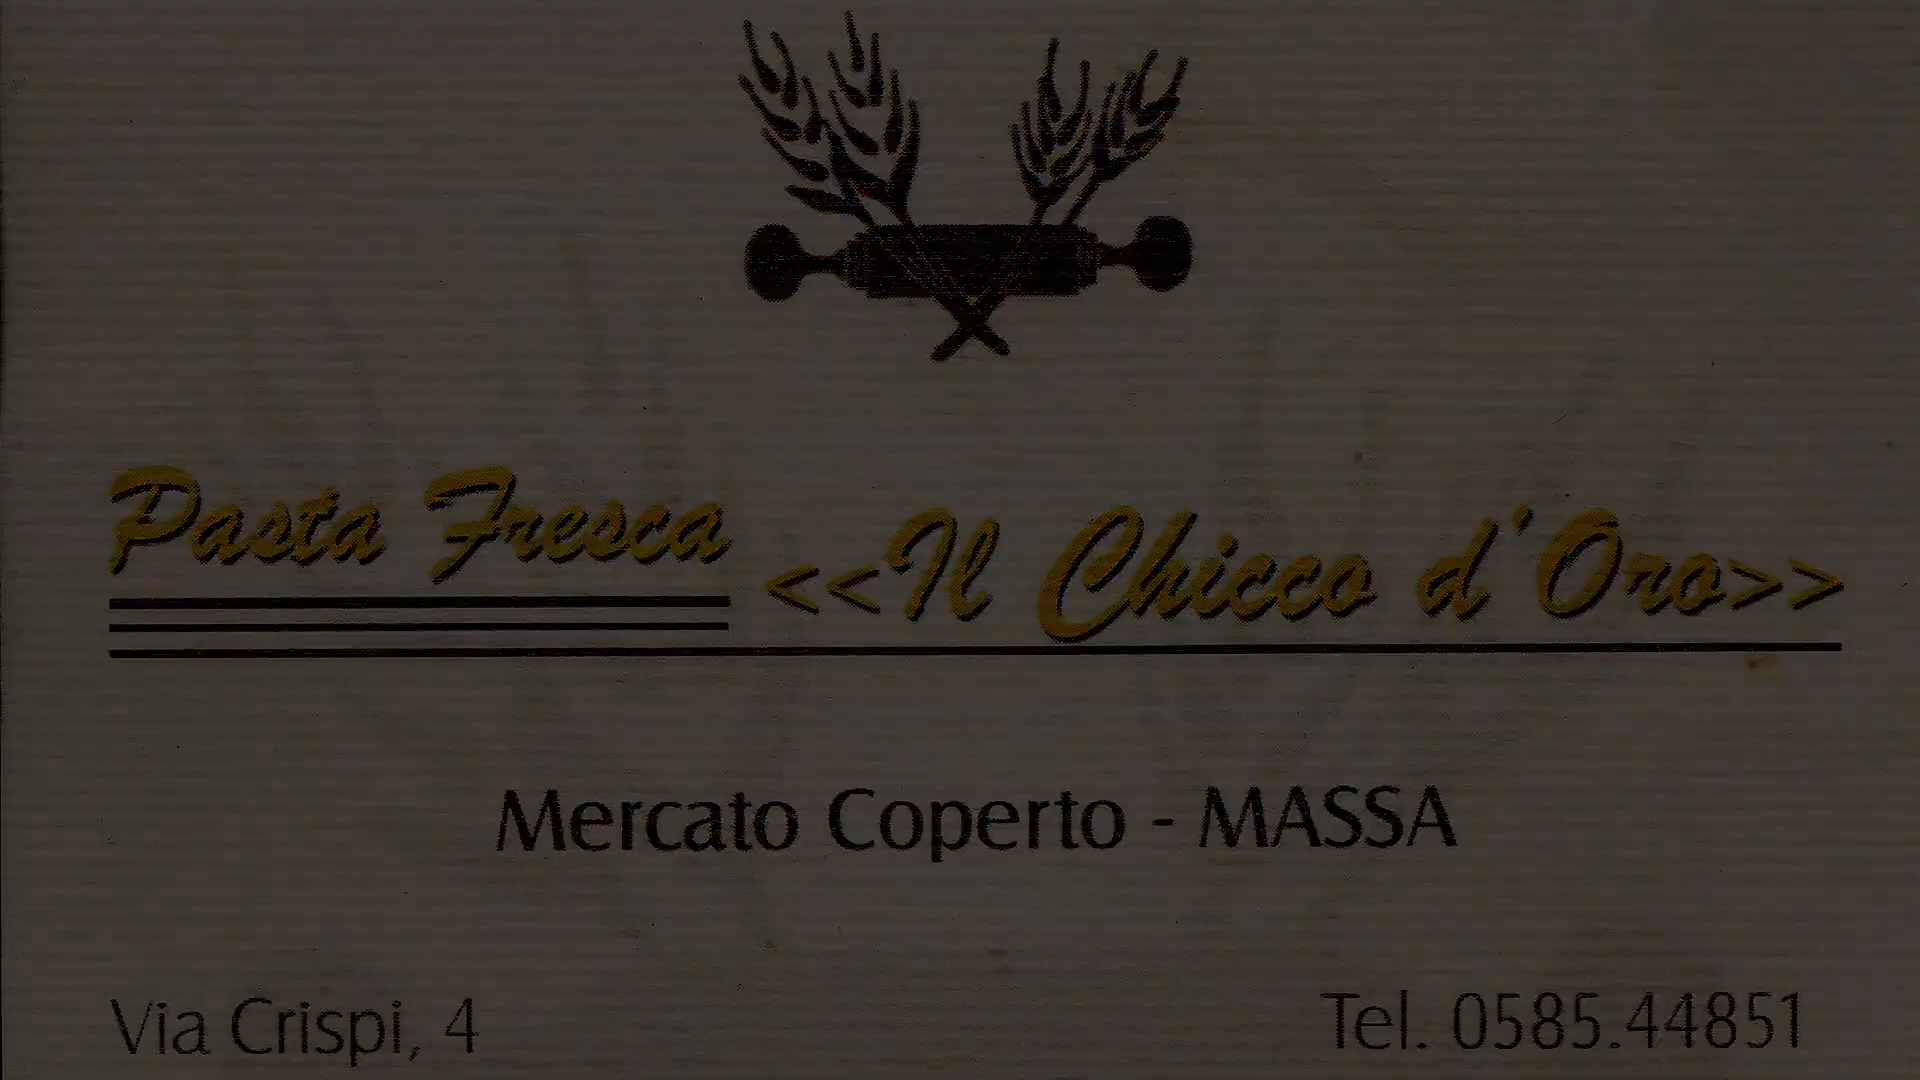 Pasta Fresca <<Il Chicco d'Oro>>
Mercato Coperto - MASSA
Via Crispi, 4
Tel. 0585.44851